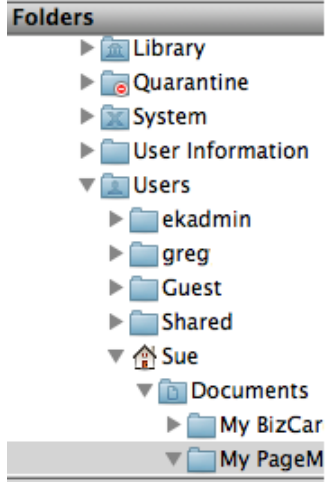 Folders
Library
Quarantine
System
User Information
Users
ekadmin
greg
Guest
Shared
Sue
Documents
My BizCar
My PageM